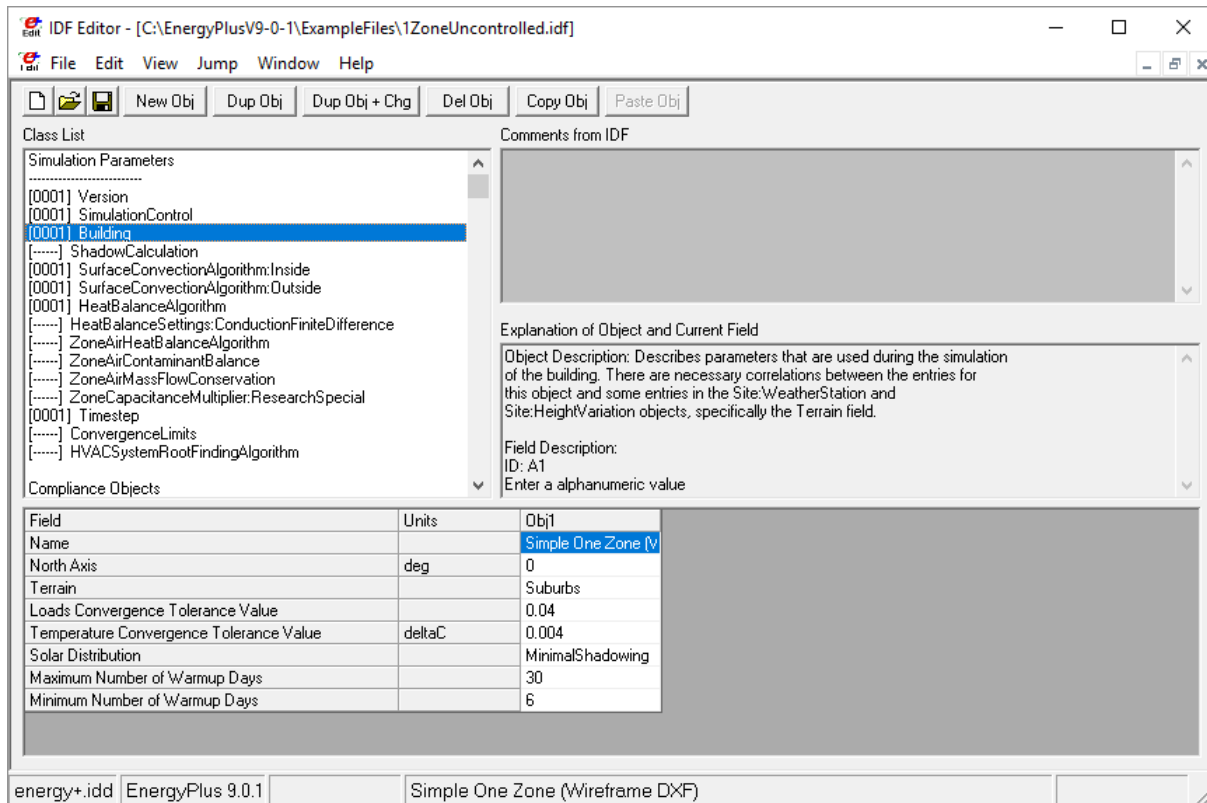 IDF Editor - [C:\EnergyPlusV9-0-1\ExampleFiles\1ZoneUncontrolled.idf]
File Edit View Jump Window Help
New Obj Dup Obj Dup Obj + Chg Del Obj Copy Obj Paste Obj
Class List
Simulation Parameters
--------------------------
[0001] Version
[0001] SimulationControl
[0001] Building
[------] ShadowCalculation
[0001] SurfaceConvectionAlgorithm:Inside
[0001] SurfaceConvectionAlgorithm:Outside
[0001] HeatBalanceAlgorithm
[------] HeatBalanceSettings:ConductionFiniteDifference
[------] ZoneAirHeatBalanceAlgorithm
[------] ZoneAirContaminantBalance
[------] ZoneAirMassFlowConservation
[------] ZoneCapacitanceMultiplier:ResearchSpecial
[0001] Timestep
[------] ConvergenceLimits
[------] HVACSystemRootFindingAlgorithm
Compliance Objects
Comments from IDF
Explanation of Object and Current Field
Object Description: Describes parameters that are used during the simulation
of the building. There are necessary correlations between the entries for
this object and some entries in the Site:WeatherStation and
Site:HeightVariation objects, specifically the Terrain field.
Field Description:
ID: A1
Enter a alphanumeric value
Field Units Obj1
Name Simple One Zone (W
North Axis deg 0
Terrain Suburbs
Loads Convergence Tolerance Value 0.04
Temperature Convergence Tolerance Value deltaC 0.004
Solar Distribution MinimalShadowing
Maximum Number of Warmup Days 30
Minimum Number of Warmup Days 6
energy+.idd EnergyPlus 9.0.1 Simple One Zone (Wireframe DXF)